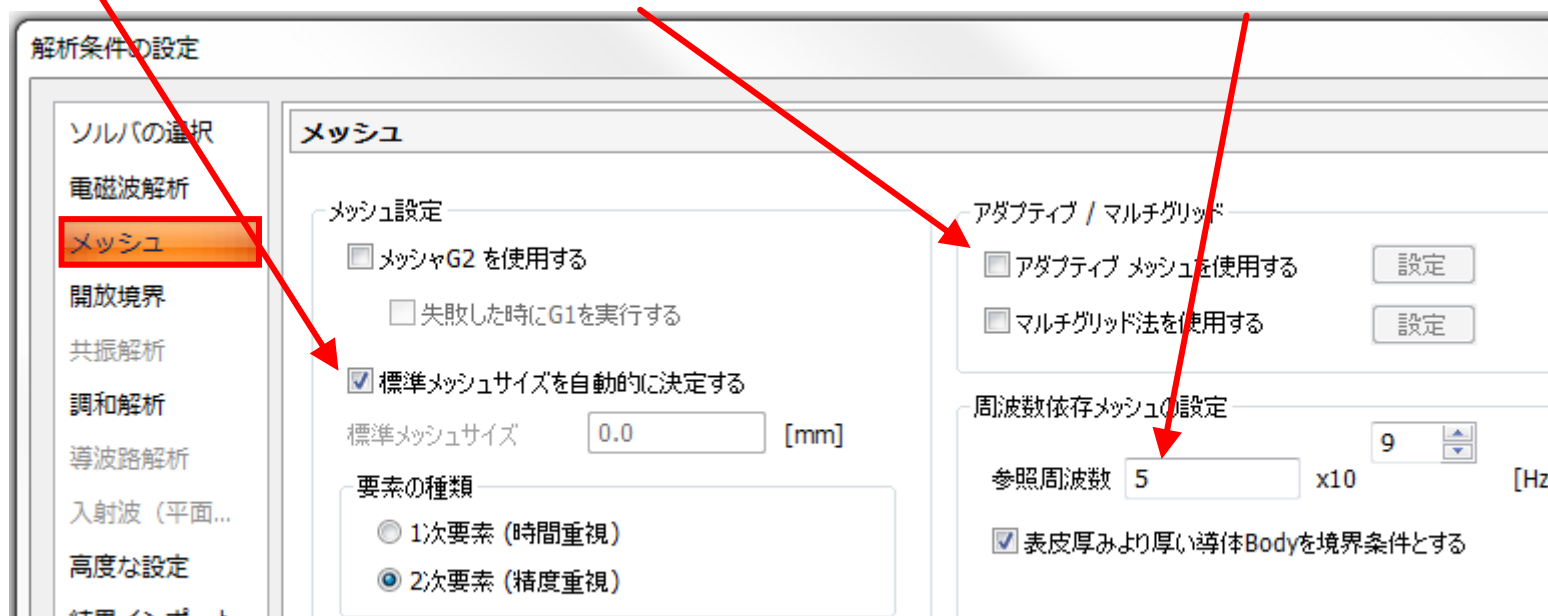 解析条件の設定
ソルバの選択
電磁波解析
メッシュ
開放境界
共振解析
調和解析
導波路解析
入射波（平面...
高度な設定
メッシュ
メッシュ設定
メッシャG2 を使用する
失敗した時にG1を実行する
標準メッシュサイズを自動的に決定する
標準メッシュサイズ 0.0 [mm]
要素の種類
1次要素 (時間重視)
2次要素 (精度重視)
アダプティブ / マルチグリッド
アダプティブ メッシュを使用する 設定
マルチグリッド法を使用する 設定
周波数依存メッシュの設定
参照周波数 5 x10 9 [Hz
表皮厚みより厚い導体Bodyを境界条件とする